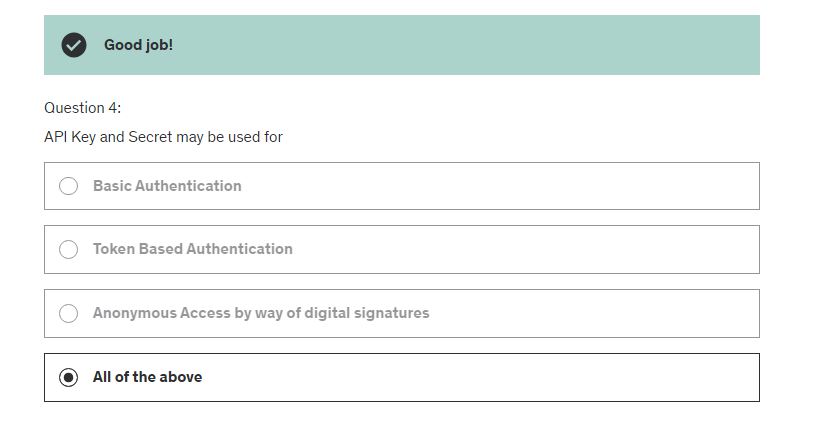 Good job!
Question 4:
API Key and Secret may be used for
Basic Authentication
Token Based Authentication
Anonymous Access by way of digital signatures
All of the above